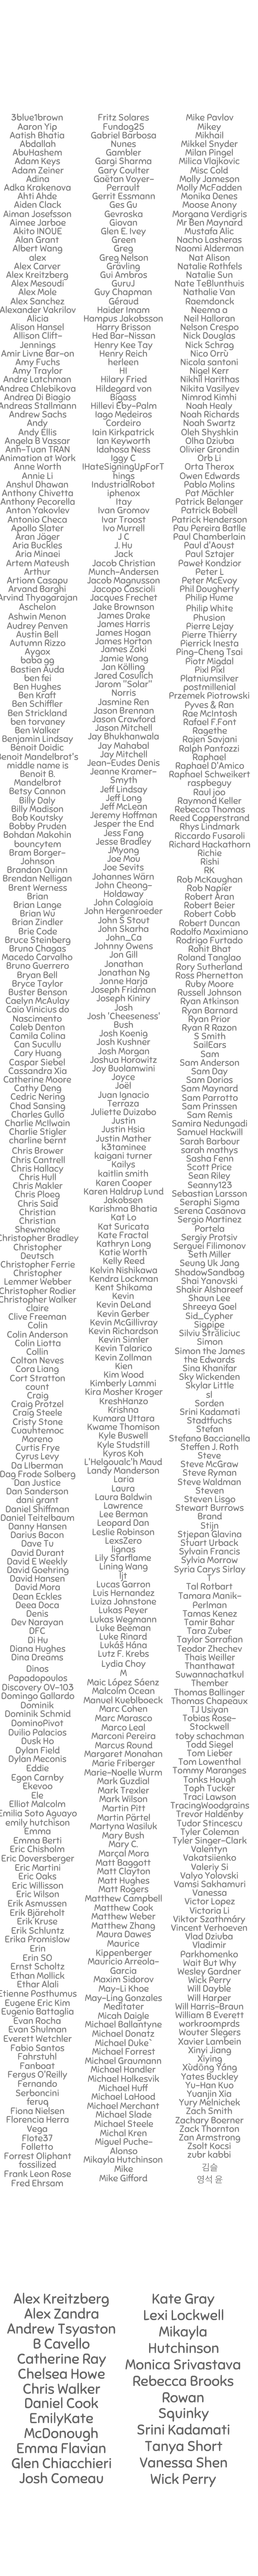 3blue1brown
Aaron Yip
Aatish Bhatia
Abdallah
AbuHashem
Adam Keys
Adam Zeiner
Adina
Adka Krakenova
Ahti Ahde
Aiden Clack
Aiman Josefsson
Aimee Jarboe
Akito INOUE
Alan Grant
Albert Wang
alex
Alex Carver
Alex Kreitzberg
Alex Mesoudi
Alex Mole
Alex Sanchez
Alexander Vakrilov
Alicia
Alison Hansel
Allison Clift-
Jennings
Amir Livne Bar-on
Amy Fuchs
Amy Traylor
Andre Latchman
Andrea Chlebikova
Andrea Di Biagio
Andreas Stallmann
Andrew Sachs
Andy
Andy Ellis
Angela B Vassar
Anh-Tuan TRAN
Animation at Work
Anne Worth
Annie Li
Anshul Dhawan
Anthony Chivetta
Anthony Pecorella
Anton Yakovlev
Antonio Checa
Apollo Slater
Aran Jäger
Aria Buckles
Aria Minaei
Artem Mateush
Arthur
Artiom Casapu
Arvand Barghi
Arvind Thyagarajan
Aschelon
Ashwin Menon
Audrey Penven
Austin Bell
Autumn Rizzo
Aygox
baba gg
Bastien Auda
ben fei
Ben Hughes
Ben Kraft
Ben Schiffler
Ben Strickland
ben torvaney
Ben Walker
Benjamin Lindsay
Benoit Doidic
Benoit Mandelbrot's
middle name is
Benoit B.
Mandelbrot
Betsy Cannon
Billy Daly
Billy Madison
Bob Koutsky
Bobby Pruden
Bohdan Makohin
bouncytem
Bram Borger-
Johnson
Brandan Quinn
Brendan Nelligan
Brent Werness
Brian
Brian Lange
Brian Wu
Brian Zindler
Brie Code
Bruce Steinberg
Bruno Chagas
Macedo Carvalho
Bruno Guerrero
Bryan Bell
Bryce Taylor
Buster Benson
Caelyn McAulay
Caio Vinicius do
Nascimento
Caleb Denton
Camila Colina
Can Sucullu
Cary Huang
Caspar Siebel
Cassandra Xia
Catherine Moore
Cathy Deng
Cedric Nering
Chad Sansing
Charles Gullo
Charlie McIlwain
Charlie Stigler
charline bernt
Chris Brower
Chris Cantrell
Chris Hallacy
Chris Hull
Chris Makler
Chris Ploeg
Chris Said
Christian
Christian
Shewmake
Christopher Bradley
Christopher
Deutsch
Christopher Ferrie
Christopher
Lemmer Webber
Christopher Rodier
Christopher Walker
claire
Clive Freeman
Colin
Colin Anderson
Colin Liotta
Collin
Colton Neves
Cora Liang
Cort Stratton
count
Craig
Craig Protzel
Craig Steele
Cristy Stone
Cuauhtemoc
Moreno
Curtis Frye
Cyrus Levy
Da Liberman
Dag Frode Solberg
Dan Justice
Dan Sanderson
dani grant
Daniel Shiffman
Daniel Teitelbaum
Danny Hansen
Darius Bacon
Dave Tu
David Durant
David E Weekly
David Goehring
David Hansen
David Mora
Dean Eckles
Deea Doca
Denis
Dev Narayan
DFC
Di Hu
Diana Hughes
Dina Dreams
Dinos
Papadopoulos
Discovery OV-103
Domingo Gallardo
Dominik
Dominik Schmid
DominoPivot
Duilio Palacios
Dusk Ho
Dylan Field
Dylan Meconis
Eddie
Egan Carnby
Ekevoo
Ele
Elliot Malcolm
Emilia Soto Aguayo
emily hutchison
Emma
Emma Berti
Eric Chisholm
Eric Doversberger
Eric Martini
Eric Oaks
Eric Willisson
Eric Wilson
Erik Asmussen
Erik Bjäreholt
Erik Kruse
Erik Schluntz
Erika Promislow
Erin
Erin SO
Ernst Scholtz
Ethan Mollick
Ethar Alali
Etienne Posthumus
Eugene Eric Kim
Eugenio Battaglia
Evan Rocha
Evan Shulman
Everett Wetchler
Fabio Santos
Fahrstuhl
Fanboat
Fergus O'Reilly
Fernando
Serboncini
feruq
Fiona Nielsen
Florencia Herra
Vega
Flote37
Folletto
Forrest Oliphant
fossilized
Frank Leon Rose
Fred Ehrsam
Fritz Solares
Fundog25
Gabriel Barbosa
Nunes
Gambler
Gargi Sharma
Gary Coulter
Gaëtan Voyer-
Perrault
Gerrit Essmann
Ges Gu
Gevroska
Giovan
Glen E. Ivey
Green
Greg
Greg Nelson
Grävling
Gui Ambros
GuruJ
Guy Chapman
Géraud
Haider Imam
Hampus Jakobsson
Harry Brisson
Hed Bar-Nissan
Henry Kee Tay
Henry Reich
herleen
HI
Hilary Fried
Hildegard von
Bigass
Hillevi Eby-Palm
Iago Medeiros
Cordeiro
Iain Kirkpatrick
Ian Keyworth
Idahosa Ness
Iggy C
IHateSigningUpForT
hings
IndustrialRobot
iphenox
Itay
Ivan Gromov
Ivar Troost
Ivo Murrell
J C
J. Hu
Jack
Jacob Christian
Munch-Andersen
Jacob Magnusson
Jacopo Cascioli
Jacques Frechet
Jake Brownson
James Drake
James Harris
James Hogan
James Horton
James Zaki
Jamie Wong
Jan Kölling
Jared Cosulich
Jarom "Solar"
Norris
Jasmine Ren
Jason Brennan
Jason Crawford
Jason Mitchell
Jay Bhukhanwala
Jay Mahabal
Jay Mitchell
Jean-Eudes Denis
Jeanne Kramer-
Smyth
Jeff Lindsay
Jeff Long
Jeff McLean
Jeremy Hoffman
Jesper the End
Jess Fang
Jesse Bradley
JMyong
Joe Mou
Joe Sevits
Johannes Wärn
John Cheong-
Holdaway
John Colagioia
John Hergenroeder
John S Stout
John Skarha
John_Ca
Johnny Owens
Jon Gill
Jonathan
Jonathan Ng
Jonne Harja
Joseph Fridman
Joseph Kiniry
Josh
Josh 'Cheeseness'
Bush
Josh Koenig
Josh Kushner
Josh Morgan
Joshua Horowitz
Joy Buolamwini
Joyce
Joël
Juan Ignacio
Terraza
Juliette Duizabo
Justin
Justin Hsia
Justin Mather
k3taminee
kaigani turner
Kailys
kaitlin smith
Karen Cooper
Karen Haldrup Lund
Jakobsen
Karishma Bhatia
Kat Lo
Kat Suricata
Kate Fractal
Kathryn Long
Katie Worth
Kelly Reed
Kelvin Nishikawa
Kendra Lockman
Kent Shikama
Kevin
Kevin DeLand
Kevin Gerber
Kevin McGillivray
Kevin Richardson
Kevin Simler
Kevin Talarico
Kevin Zollman
Kien
Kim Wood
Kimberly Lammi
Kira Mosher Kroger
KreshHanzo
Krishna
Kumara Uttara
Kwame Thomison
Kyle Buswell
Kyle Studstill
Kyros Koh
L'Helgoualc'h Maud
Landy Manderson
Laria
Laura
Laura Baldwin
Lawrence
Lee Berman
Leopard Dan
Leslie Robinson
LexsZero
lignas
Lily Starflame
Lining Wang
ljt
Lucas Garron
Luis Hernandez
Luiza Johnstone
Lukas Peyer
Lukas Wegmann
Luke Beeman
Luke Rinard
Lukáš Hána
Lutz F. Krebs
Lydia Choy
M
Maic López Sáenz
Malcolm Ocean
Manuel Kueblboeck
Marc Cohen
Marc Marasco
Marco Leal
Marconi Pereira
Marcus Round
Margaret Monahan
Marie Friberger
Marie-Noelle Wurm
Mark Guzdial
Mark Trexler
Mark Wilson
Martin Pitt
Martin Pärtel
Martyna Wasiluk
Mary Bush
Mary C.
Marçal Mora
Matt Baggott
Matt Clayton
Matt Hughes
Matt Rogers
Matthew Campbell
Matthew Cook
Matthew Weber
Matthew Zhang
Maura Dawes
Maurice
Kippenberger
Mauricio Arreola-
Garcia
Maxim Sidorov
May-Li Khoe
May-Ling Gonzales
Meditater
Micah Daigle
Michael Ballantyne
Michael Donatz
Michael Duke`
Michael Forrest
Michael Graumann
Michael Handler
Michael Holkesvik
Michael Huff
Michael LaHood
Michael Merchant
Michael Slade
Michael Steele
Michal Kren
Miguel Puche-
Alonso
Mikayla Hutchinson
Mike
Mike Gifford
Mike Pavlov
Mikey
Mikhail
Mikkel Snyder
Milan Pingel
Milica Vlajkovic
Misc Cold
Molly Jameson
Molly McFadden
Monika Denes
Moose Anony
Morgana Verdigris
Mr Ben Maynard
Mustafa Alic
Nacha Lasheras
Naomi Alderman
Nat Alison
Natalie Rothfels
Natalie Sun
Nate TeBlunthuis
Nathalie Van
Raemdonck
Neema a
Neil Halloran
Nelson Crespo
Nick Douglas
Nick Schrag
Nico Orrù
Nicola santoni
Nigel Kerr
Nikhil Harithas
Nikita Vasilyev
Nimrod Kimhi
Noah Healy
Noah Richards
Noah Swartz
Oleh Shyshkin
Olha Dziuba
Olivier Grondin
Orb Li
Orta Therox
Owen Edwards
Pablo Molins
Pat Mächler
Patrick Belanger
Patrick Bobell
Patrick Henderson
Pau Pereira Batlle
Paul Chamberlain
Paul d'Aoust
Paul Sztajer
Paweł Kondzior
Peter L
Peter McEvoy
Phil Dougherty
Philip Hume
Philip White
Phusion
Pierre Lejay
Pierre Thierry
Pierrick Inesta
Ping-Cheng Tsai
Piotr Migdal
Pixl Pixl
Platniumsilver
postmillenial
Przemek Piotrowski
Pyves & Ran
Rae McIntosh
Rafael F.Font
Ragethe
Rajen Savjani
Ralph Pantozzi
Raphael
Raphael D'Amico
Raphael Schweikert
raspbeguy
Raul joo
Raymond Keller
Rebecca Thomas
Reed Copperstrand
Rhys Lindmark
Riccardo Fusaroli
Richard Hackathorn
Richie
Rishi
RK
Rob McKaughan
Rob Napier
Robert Aran
Robert Beier
Robert Cobb
Robert Duncan
Rodolfo Maximiano
Rodrigo Furtado
Rohit Bhat
Roland Tanglao
Rory Sutherland
Ross Phernetton
Ruby Moore
Russell Johnson
Ryan Atkinson
Ryan Barnard
Ryan Prior
Ryan R Razon
S Smith
SailEars
Sam
Sam Anderson
Sam Day
Sam Dorios
Sam Maynard
Sam Parrotto
Sam Prinssen
Sam Remis
Samira Nedungadi
Samuel Hackwill
Sarah Barbour
sarah mathys
Sasha Fenn
Scott Price
Sean Riley
Seanny123
Sebastian Larsson
Seraphi Sigma
Serena Casanova
Sergio Martinez
Portela
Sergiy Protsiv
Serguei Filimonov
Seth Miller
Seung Uk Jang
ShadowSandbag
Shai Yanovski
Shakir Alshareef
Shaun Lee
Shreeya Goel
Sid_Cypher
Sigpipe
Silviu Străliciuc
Simon
Simon the James
the Edwards
Sina Khanifar
Sky Wickenden
Skylar Little
sl
Sorden
Srini Kadamati
Stadtfuchs
Stefan
Stefano Baccianella
Steffen J. Roth
Steve
Steve McGraw
Steve Ryman
Steve Waldman
Steven
Steven Lisgo
Stewart Burrows
Brand
Stijn
Stjepan Glavina
Stuart Urback
Sylvain Francis
Sylvia Morrow
Syria Carys Sirlay
T
Tal Rotbart
Tamara Manik-
Perlman
Tamas Kenez
Tamir Bahar
Tara Zuber
Taylor Sarrafian
Teodor Zhechev
Thais Weiller
Thanthawat
Suwannachatkul
Thember
Thomas Ballinger
Thomas Chapeaux
TJ Usiyan
Tobias Rose-
Stockwell
toby schachman
Todd Siegel
Tom Lieber
Tom Lowenthal
Tommy Maranges
Tonks Hough
Toph Tucker
Traci Lawson
TracingWoodgrains
Trevor Haldenby
Tudor Stincescu
Tyler Coleman
Tyler Singer-Clark
Valentyn
Vakatsiienko
Valeriy Si
Valyo Yolovski
Vamsi Sakhamuri
Vanessa
Victor Lopez
Victoria Li
Viktor Szathmáry
Vincent Verhoeven
Vlad Dziuba
Vladimir
Parkhomenko
Wait But Why
Wesley Gardner
Wick Perry
Will Dayble
Will Harper
Will Harris-Braun
William B Everett
workroomprds
Wouter Slegers
Xavier Lambein
Xinyi Jiang
Xiying
Xùdōng Yáng
Yates Buckley
Yu-Han Kuo
Yuanjin Xia
Yury Melnichek
Zach Smith
Zachary Boerner
Zack Thornton
Zan Armstrong
Zsolt Kocsi
zubr kabbi
김슬
영석 윤
Alex Kreitzberg
Alex Zandra
Andrew Tsyaston
B Cavello
Catherine Ray
Chelsea Howe
Chris Walker
Daniel Cook
EmilyKate
McDonough
Emma Flavian
Glen Chiacchieri
Josh Comeau
Kate Gray
Lexi Lockwell
Mikayla
Hutchinson
Monica Srivastava
Rebecca Brooks
Rowan
Squinky
Srini Kadamati
Tanya Short
Vanessa Shen
Wick Perry